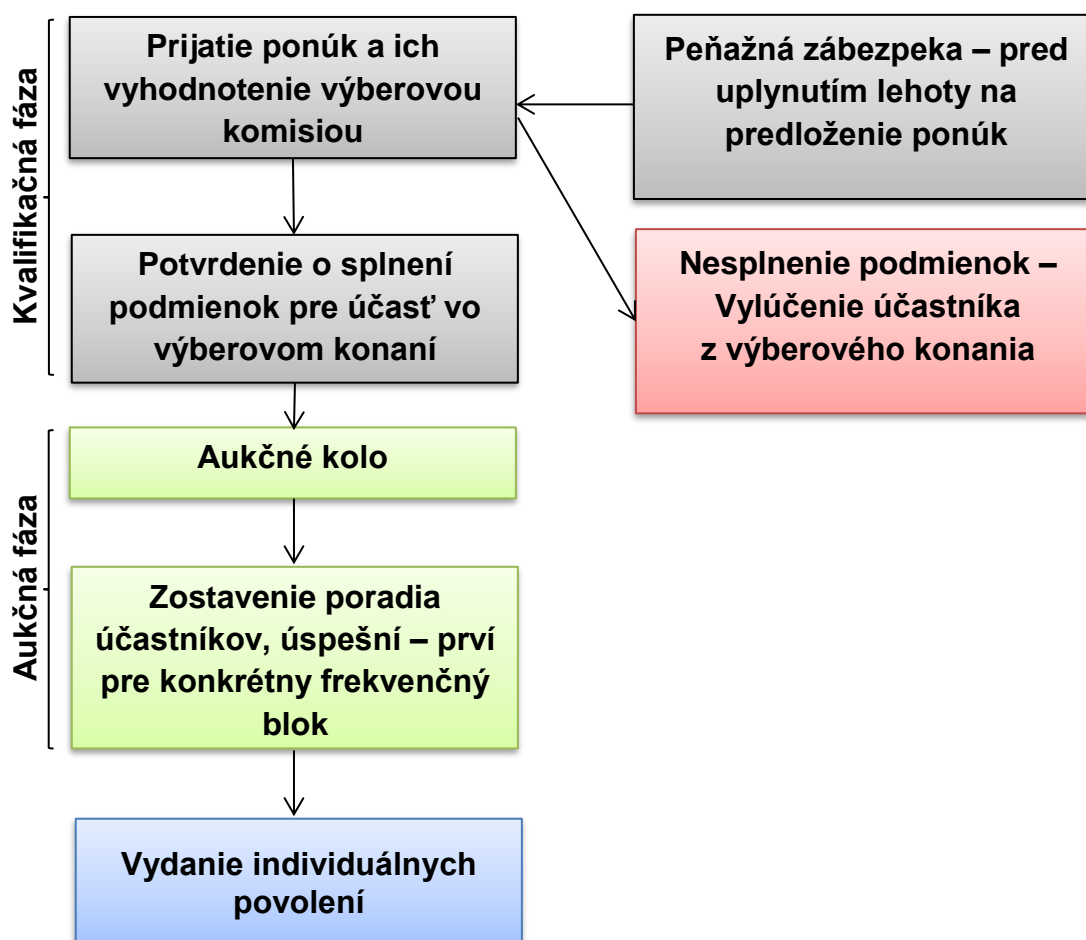 Kvalifikačná fáza
Prijatie ponúk a ich
vyhodnotenie výberovou
komisiou
Peňažná zábezpeka – pred
uplynutím lehoty na
predloženie ponúk
Potvrdenie o splnení
podmienok pre účasť vo
výberovom konaní
Nesplnenie podmienok –
Vylúčenie účastníka
z výberového konania
Aukčná fáza
Aukčné kolo
Zostavenie poradia
účastníkov, úspešní – prví
pre konkrétny frekvenčný
blok
Vydanie individuálnych
povolení